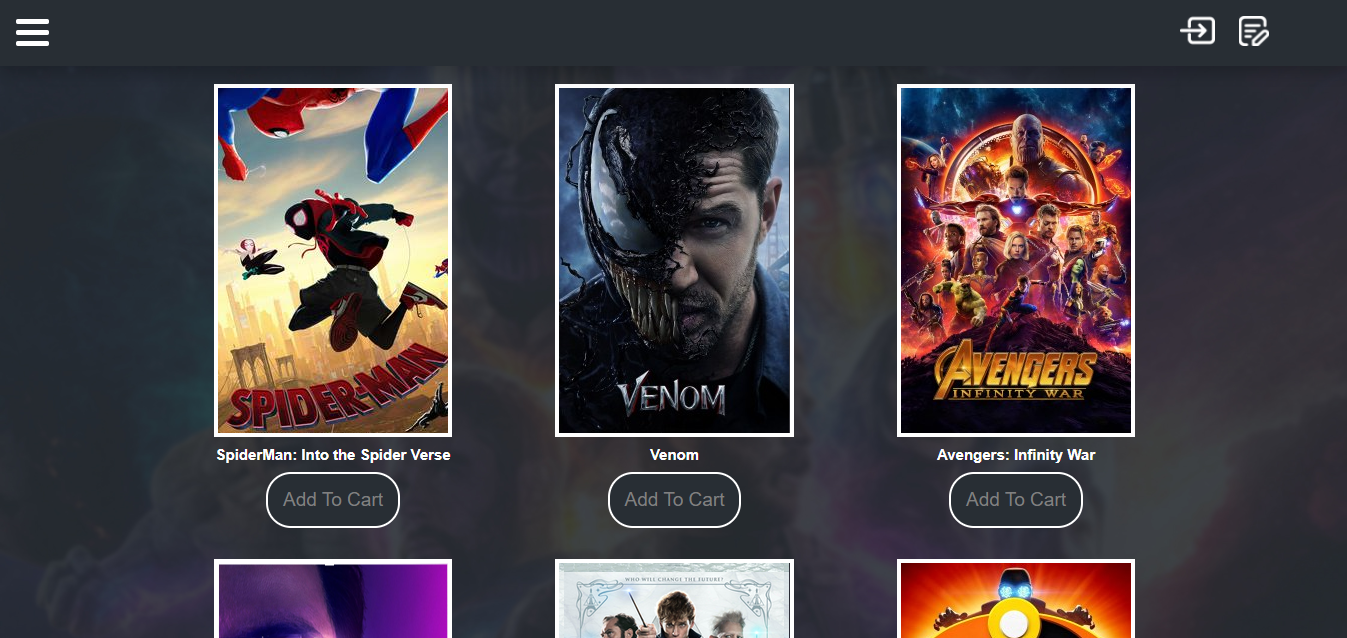 SPIDER-MAN
VENOM
AVENGERS
INFINITY WAR
SpiderMan: Into the Spider Verse
Venom
Avengers: Infinity War
Add To Cart
Add To Cart
Add To Cart
WHO WILL CHANGE THE FUTURE?